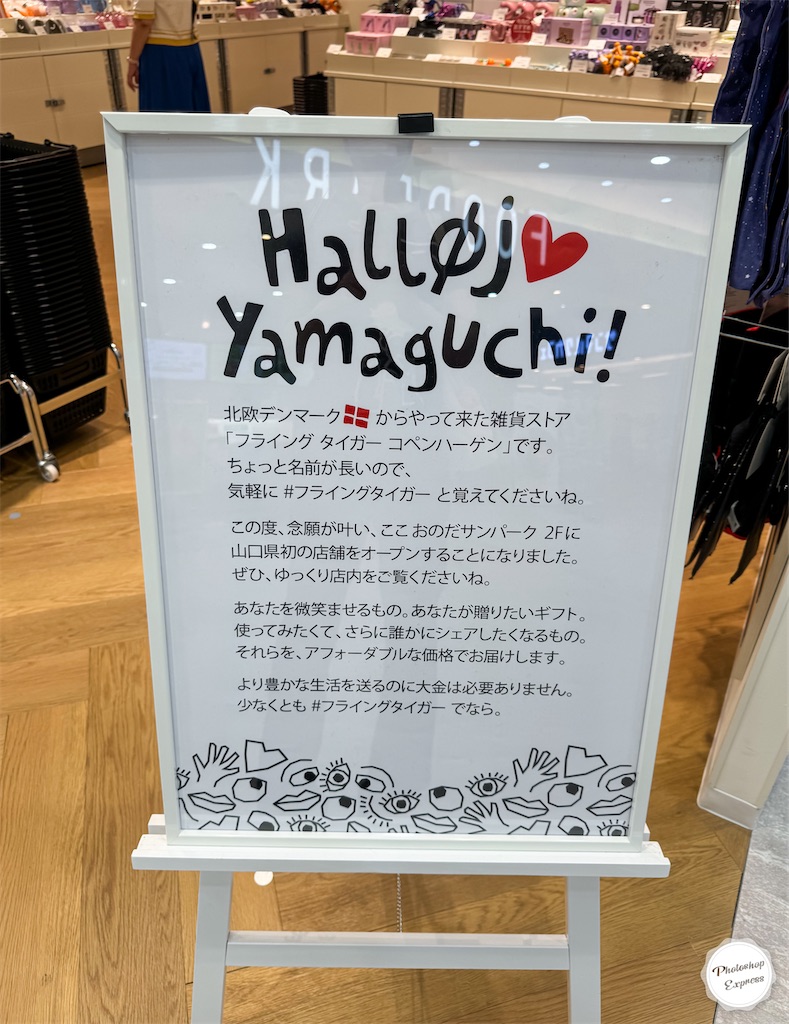 Halløj
Yamaguchi!
北欧デンマーク からやって来た雑貨ストア
「フライング タイガー コペンハーゲン」です。
ちょっと名前が長いので、
気軽に #フライングタイガー と覚えてくださいね。
この度、念願が叶い、ここ おのだサンパーク 2Fに
山口県初の店舗をオープンすることになりました。
ぜひ、ゆっくり店内をご覧くださいね。
あなたを微笑ませるもの。あなたが贈りたいギフト。
使ってみたくて、さらに誰かにシェアしたくなるもの。
それらを、アフォーダブルな価格でお届けします。
より豊かな生活を送るのに大金は必要ありません。
少なくとも #フライングタイガー でなら。
Photoshop
Express